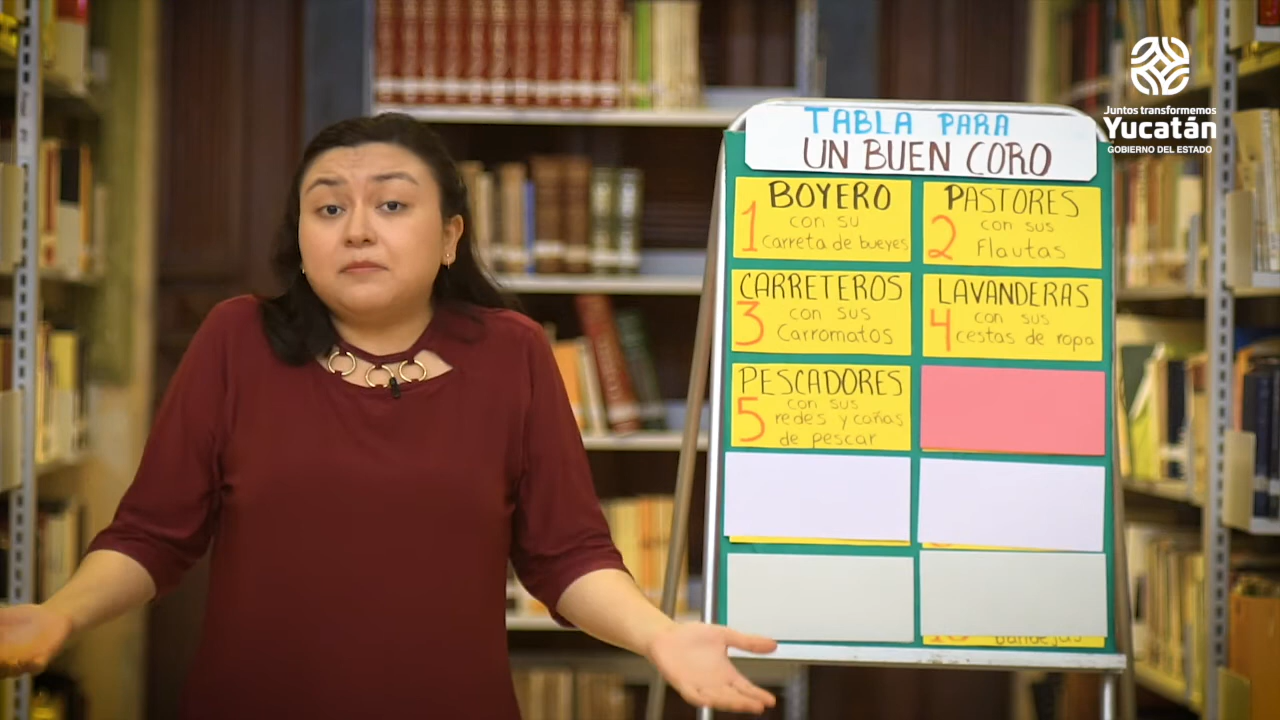 TABLA PARA
UN BUEN CORO
1 BOYERO
con su
carreta de bueyes
2 PASTORES
con sus
flautas
3 CARRETEROS
con sus
Carromatos
4 LAVANDERAS
con sus
cestas de ropa
5 PESCADORES
con sus
redes y cañas
de pescar
bandejas
Juntos transformemos
Yucatán
GOBIERNO DEL ESTADO